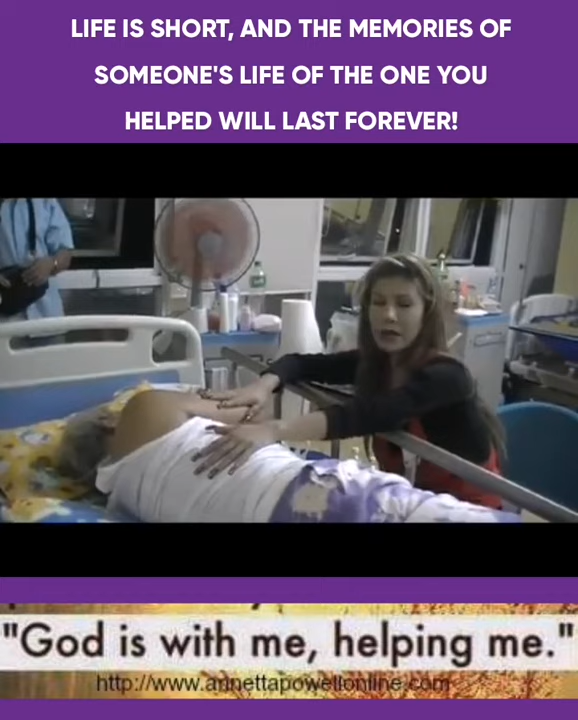 LIFE IS SHORT, AND THE MEMORIES OF
SOMEONE'S LIFE OF THE ONE YOU
HELPED WILL LAST FOREVER!
"God is with me, helping me."
http://www.annettapowellonline.com